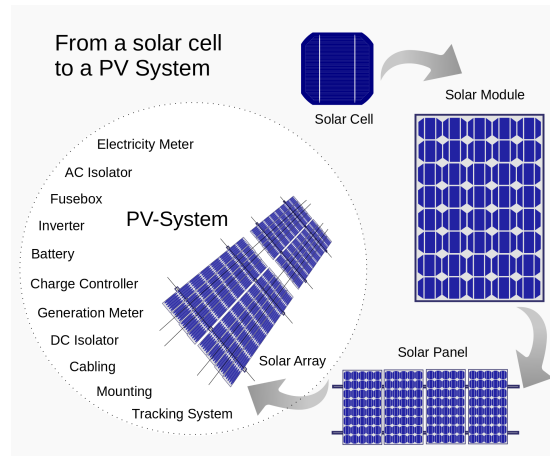 From a solar cell
to a PV System
Solar Cell
Solar Module
Electricity Meter
AC Isolator
Fusebox
Inverter
PV-System
Battery
Charge Controller
Generation Meter
DC Isolator
Cabling
Mounting
Tracking System
Solar Array
Solar Panel